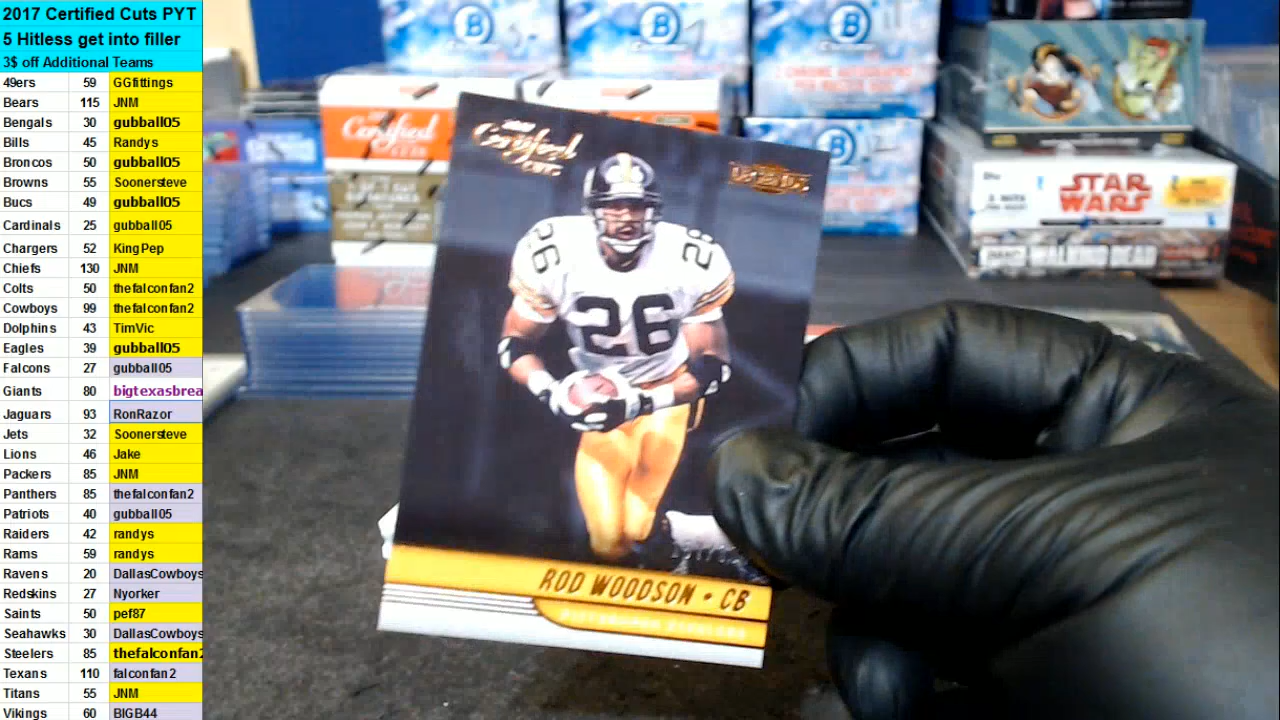 2017 Certified Cuts PYT
5 Hitless get into filler
3$ off Additional Teams
49ers 59 GGfittings
Bears 115 JNM
Bengals 30 gubball05
Bills 45 Randys
Broncos 50 gubball05
Browns 55 Soonersteve
Bucs 49 gubball05
Cardinals 25 gubball05
Chargers 52 KingPep
Chiefs 130 JNM
Colts 50 thefalconfan2
Cowboys 99 thefalconfan2
Dolphins 43 TimVic
Eagles 39 gubball05
Falcons 27 gubball05
Giants 80 bigtexasbrea
Jaguars 93 RonRazor
Jets 32 Soonersteve
Lions 46 Jake
Packers 85 JNM
Panthers 85 thefalconfan2
Patriots 40 gubball05
Raiders 42 randys
Rams 59 randys
Ravens 20 DallasCowboys
Redskins 27 Nyorker
Saints 50 pef87
Seahawks 30 DallasCowboys
Steelers 85 thefalconfan2
Texans 110 falconfan2
Titans 55 JNM
Vikings 60 BIGB44
Certified
Certified
26
26
ROD WOODSON • CB
PITTSBURGH STEELERS
B
B
B
B
STAR
WARS
WALKING DEAD